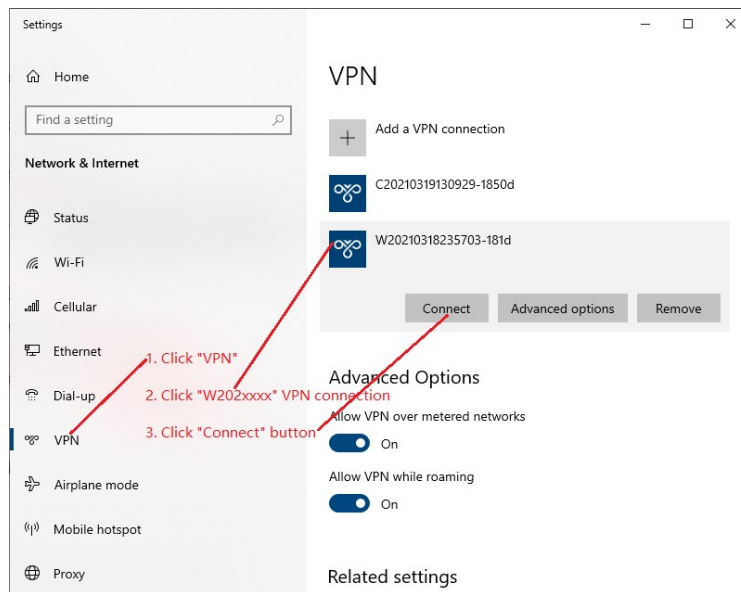 Settings
Home
Find a setting
Network & Internet
Status
Wi-Fi
Cellular
Ethernet
Dial-up
VPN
Airplane mode
Mobile hotspot
Proxy
VPN
Add a VPN connection
C20210319130929-1850d
W20210318235703-181d
Connect
Advanced options
Remove
1. Click "VPN"
2. Click "W202xxxx" VPN connection
3. Click "Connect" button
Advanced Options
Allow VPN over metered networks
On
Allow VPN while roaming
On
Related settings